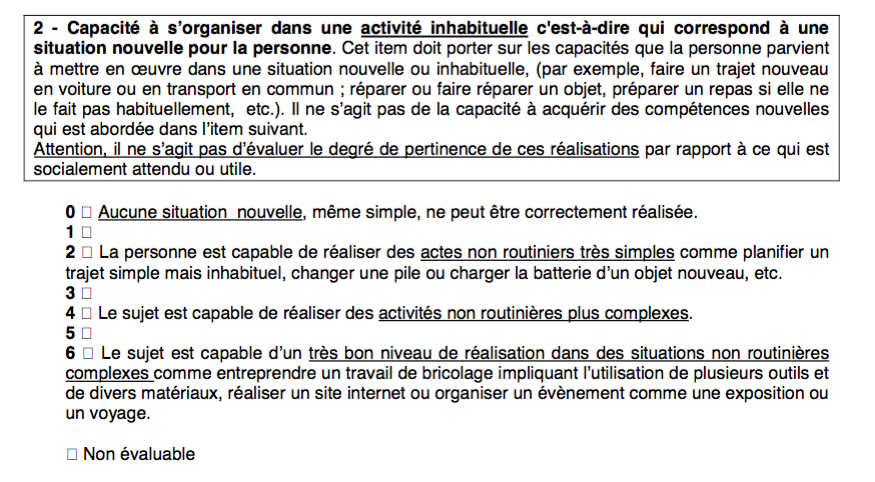 2 - Capacité à s’organiser dans une activité inhabituelle c'est-à-dire qui correspond à une
situation nouvelle pour la personne. Cet item doit porter sur les capacités que la personne parvient
à mettre en œuvre dans une situation nouvelle ou inhabituelle, (par exemple, faire un trajet nouveau
en voiture ou en transport en commun ; réparer ou faire réparer un objet, préparer un repas si elle ne
le fait pas habituellement, etc.). Il ne s’agit pas de la capacité à acquérir des compétences nouvelles
qui est abordée dans l’item suivant.
Attention, il ne s’agit pas d’évaluer le degré de pertinence de ces réalisations par rapport à ce qui est
socialement attendu ou utile.
0 □ Aucune situation nouvelle, même simple, ne peut être correctement réalisée.
1 □
2 □ La personne est capable de réaliser des actes non routiniers très simples comme planifier un
trajet simple mais inhabituel, changer une pile ou charger la batterie d’un objet nouveau, etc.
3 □
4 □ Le sujet est capable de réaliser des activités non routinières plus complexes.
5 □
6 □ Le sujet est capable d’un très bon niveau de réalisation dans des situations non routinières
complexes comme entreprendre un travail de bricolage impliquant l’utilisation de plusieurs outils et
de divers matériaux, réaliser un site internet ou organiser un évènement comme une exposition ou
un voyage.
□ Non évaluable